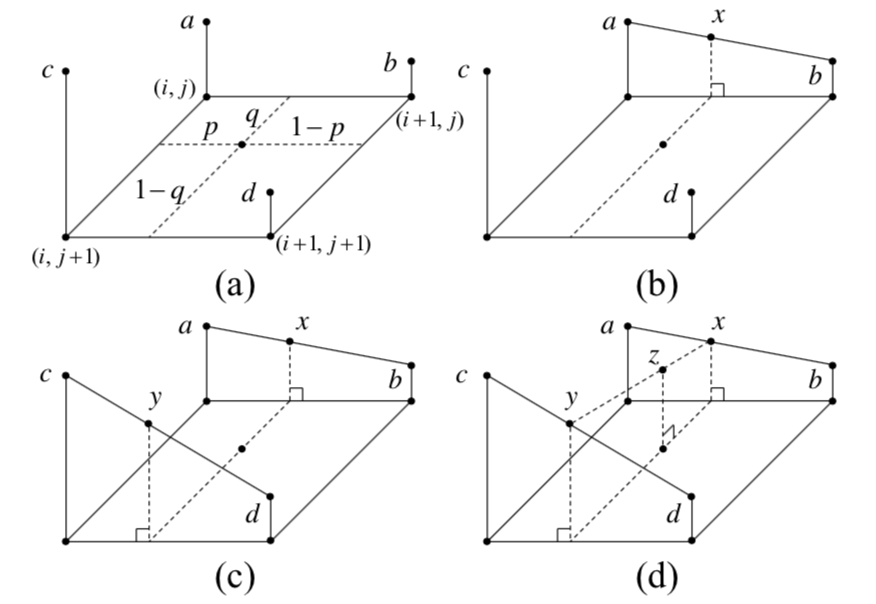 a
c
b
(i, j)
q
p
1−p
(i+1, j)
1−q
d
(i, j+1)
(i+1, j+1)
(a)
a
x
c
b
d
(b)
a
x
c
b
y
d
(c)
a
x
z
c
b
y
d
(d)